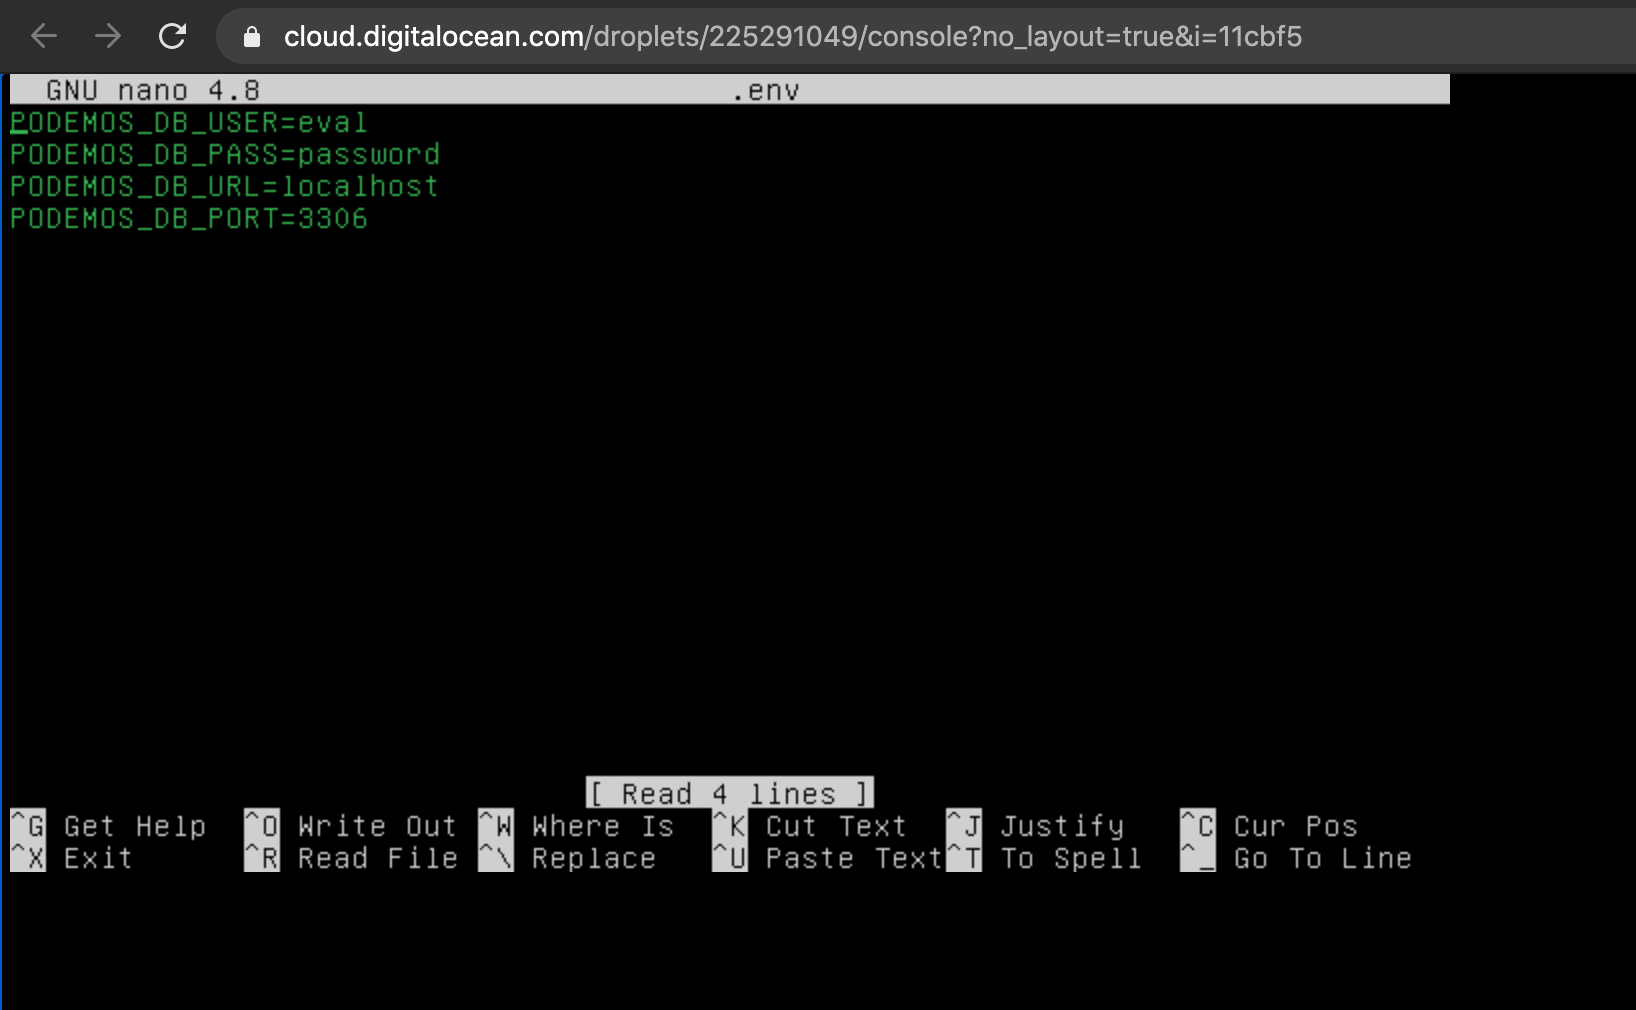 cloud.digitalocean.com/droplets/225291049/console?no_layout=true&i=11cbf5
GNU nano 4.8 .env
PODEMOS_DB_USER=eval
PODEMOS_DB_PASS=password
PODEMOS_DB_URL=localhost
PODEMOS_DB_PORT=3306
[ Read 4 lines ]
^G Get Help ^O Write Out ^W Where Is ^K Cut Text ^J Justify ^C Cur Pos
^X Exit ^R Read File ^\ Replace ^U Paste Text ^T To Spell ^_ Go To Line